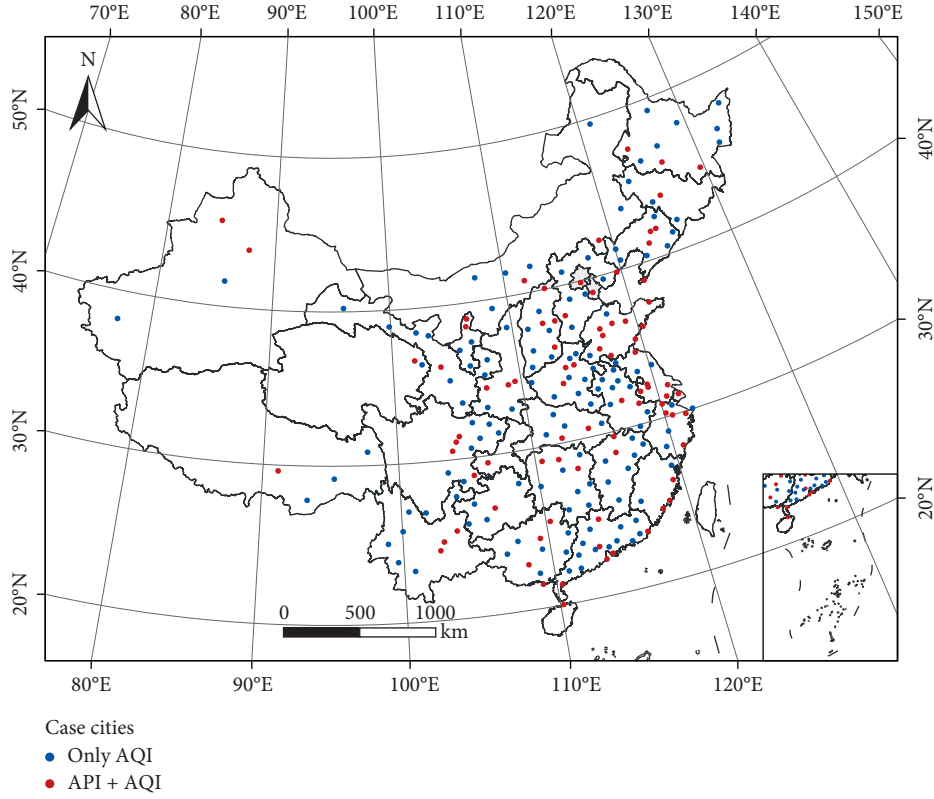 70°E 80°E 90°E 100°E 110°E 120°E 130°E 140°E 150°E
N
50°N
40°N
40°N
30°N
30°N
20°N
20°N
0 500 1000
km
80°E 90°E 100°E 110°E 120°E
Case cities
Only AQI
API + AQI